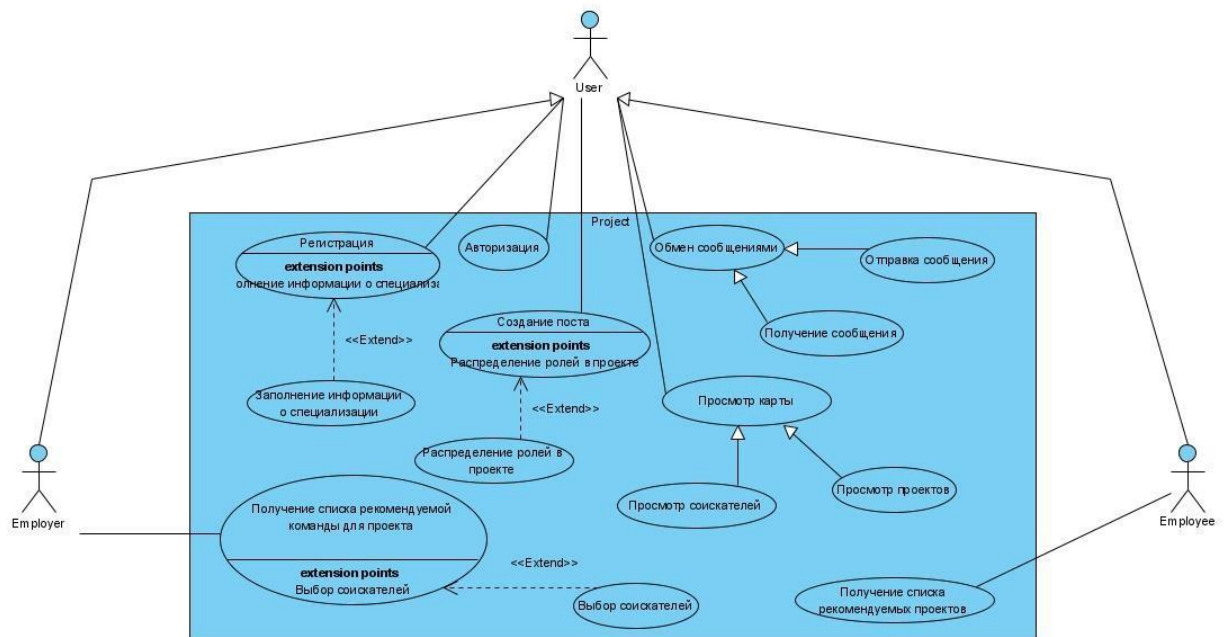 User
Project
Регистрация
extension points
олнение информации о специализа
Авторизация
Обмен сообщениями
Отправка сообщения
Получение сообщения
<<Extend>>
Создание поста
extension points
Распределение ролей в проекте
Заполнение информации
о специализации
<<Extend>>
Просмотр карты
Распределение ролей в
проекте
Просмотр соискателей
Просмотр проектов
Employer
Employee
Получение списка рекомендуемой
команды для проекта
extension points
Выбор соискателей
<<Extend>>
Выбор соискателей
Получение списка
рекомендуемых проектов